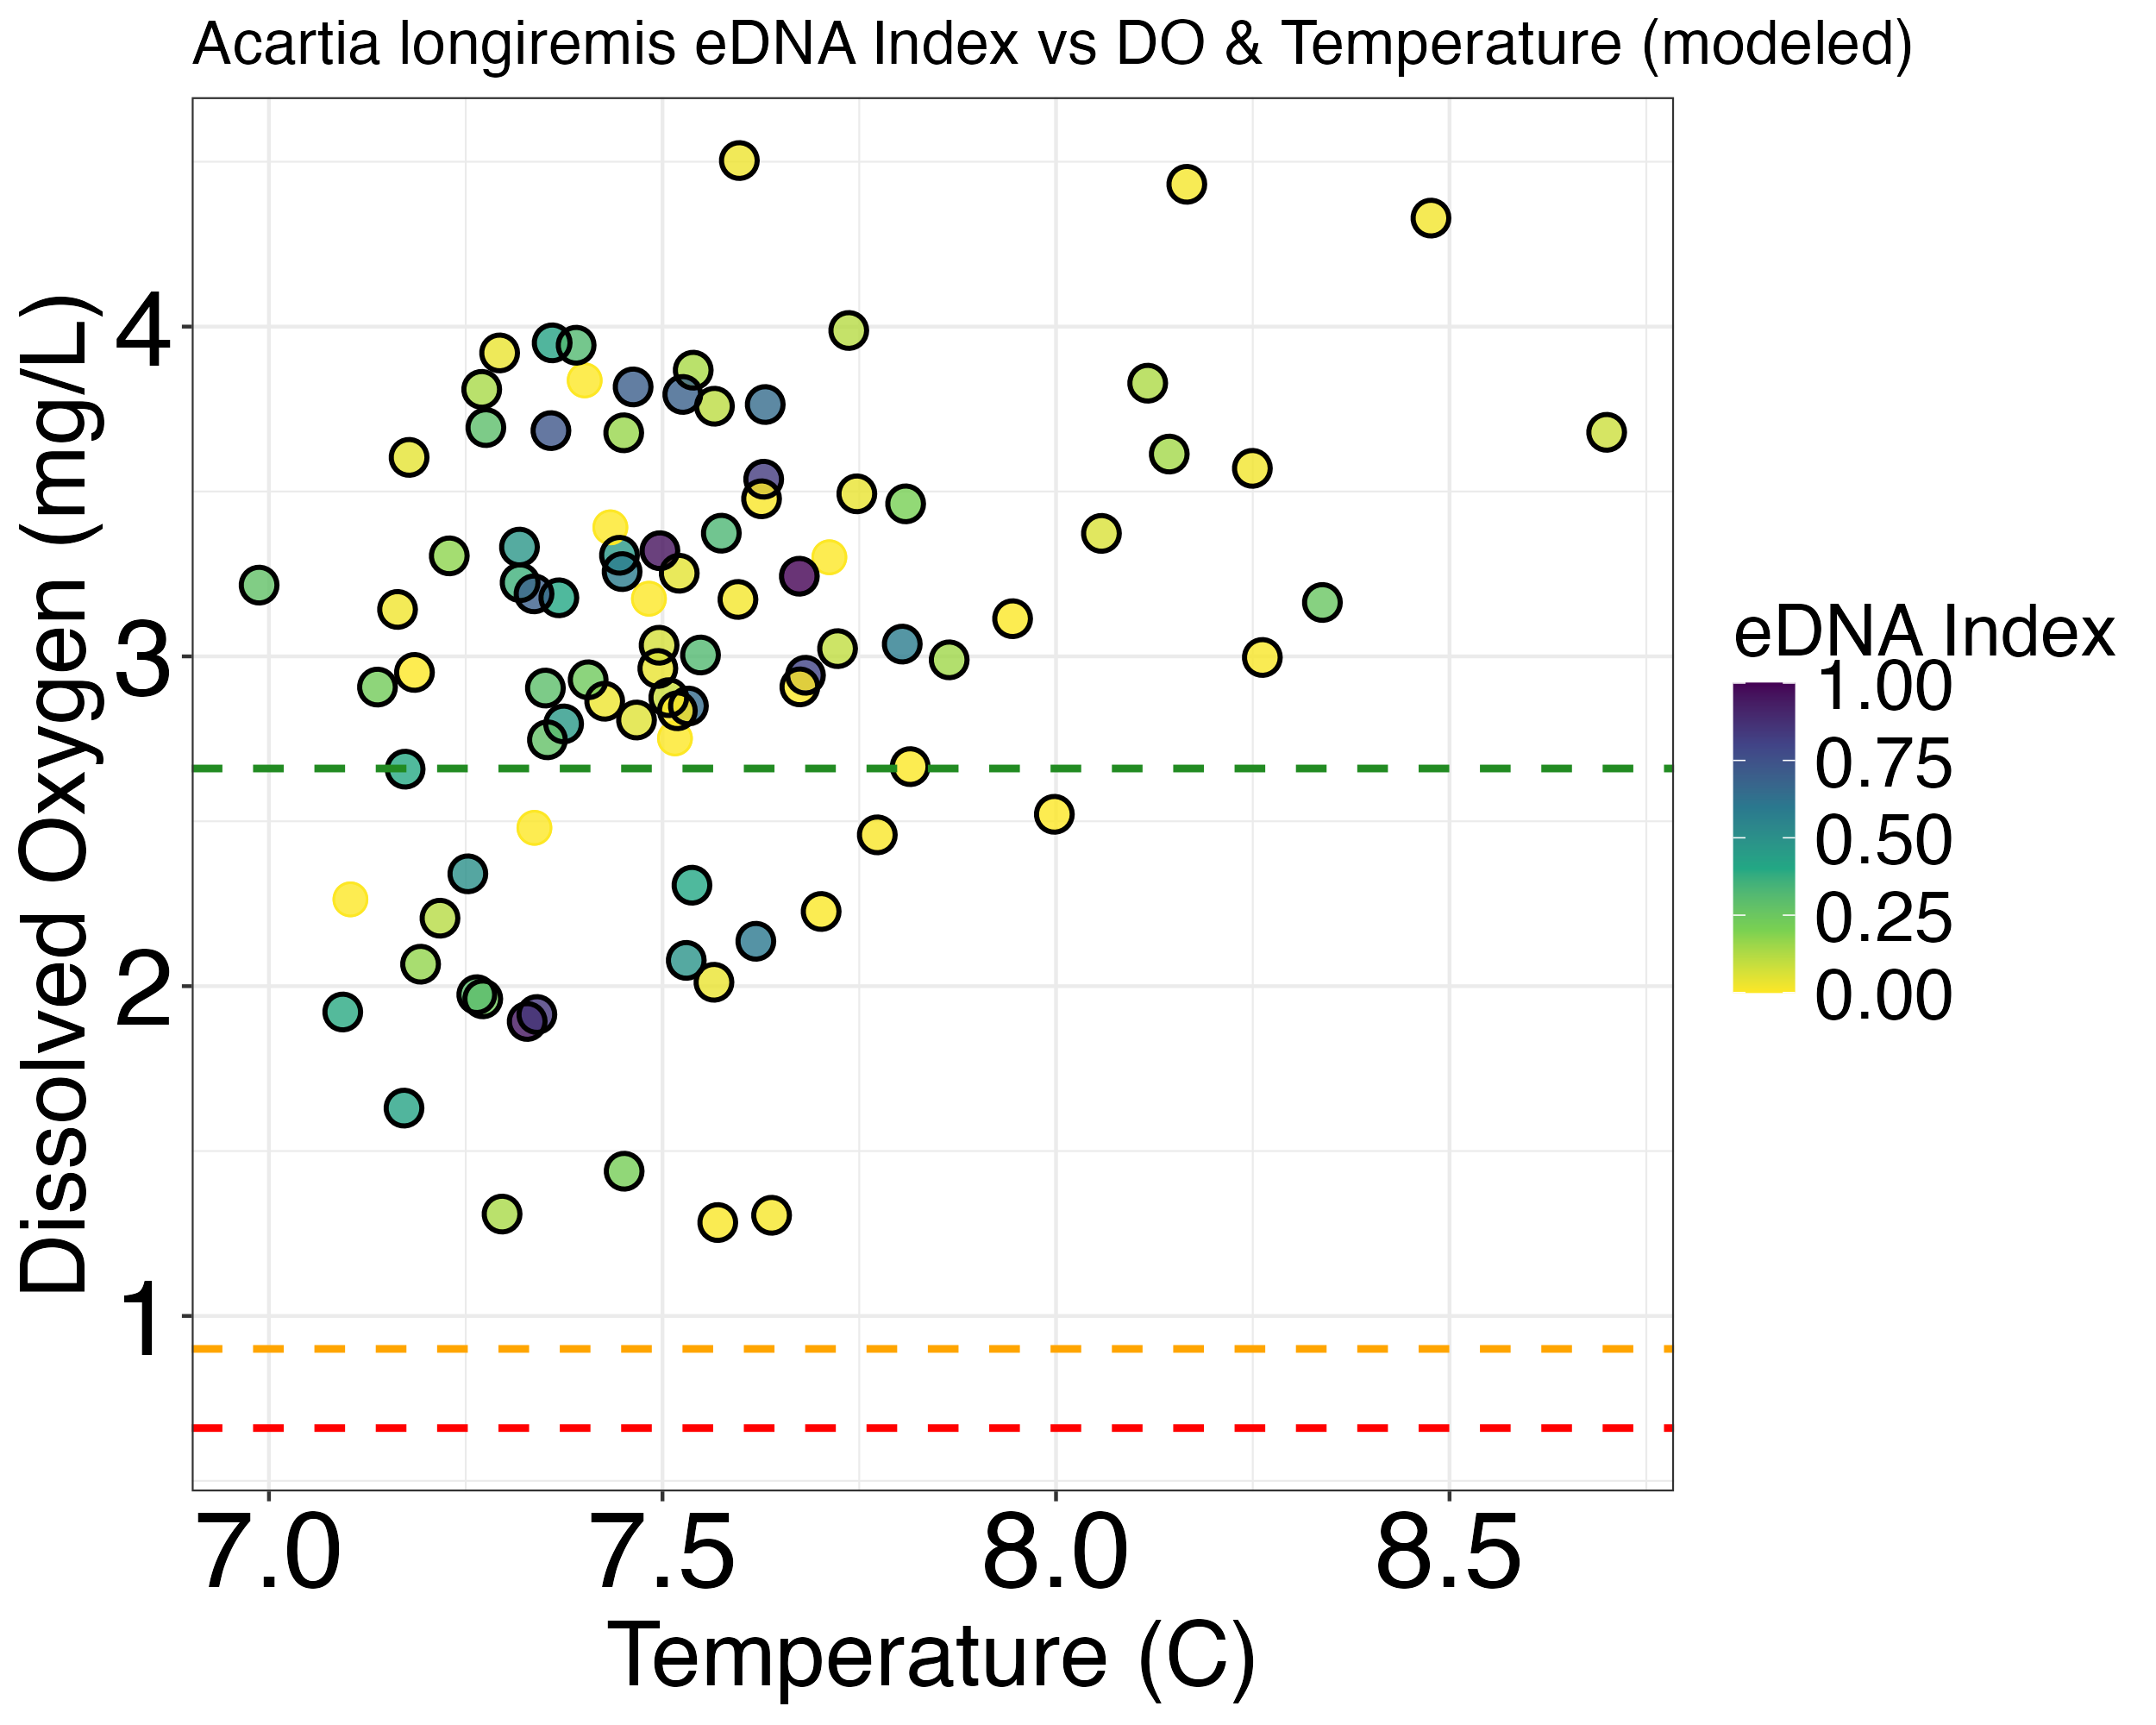 Acartia longiremis eDNA Index vs DO & Temperature (modeled)
Dissolved Oxygen (mg/L)
4
3
2
1
7.0 7.5 8.0 8.5
Temperature (C)
eDNA Index
1.00
0.75
0.50
0.25
0.00